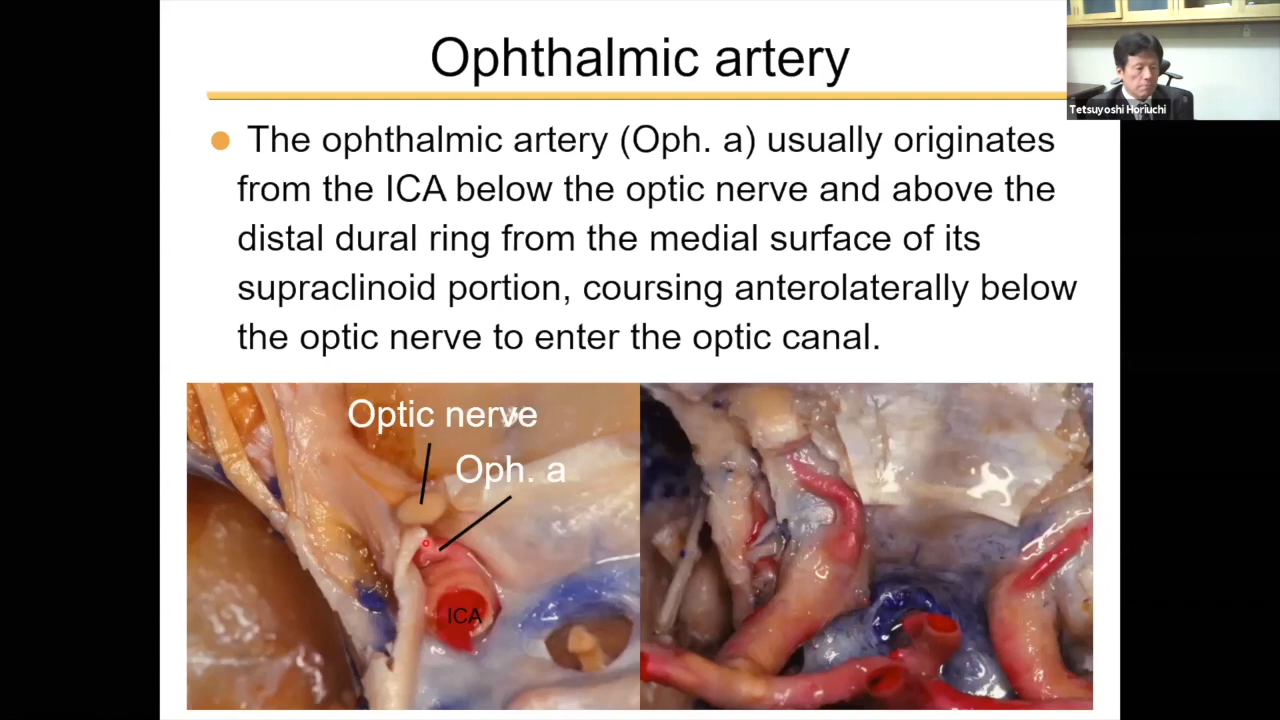 Ophthalmic artery
Tetsuyoshi Horiuchi
The ophthalmic artery (Oph. a) usually originates
from the ICA below the optic nerve and above the
distal dural ring from the medial surface of its
supraclinoid portion, coursing anterolaterally below
the optic nerve to enter the optic canal.
Optic nerve
Oph. a
ICA